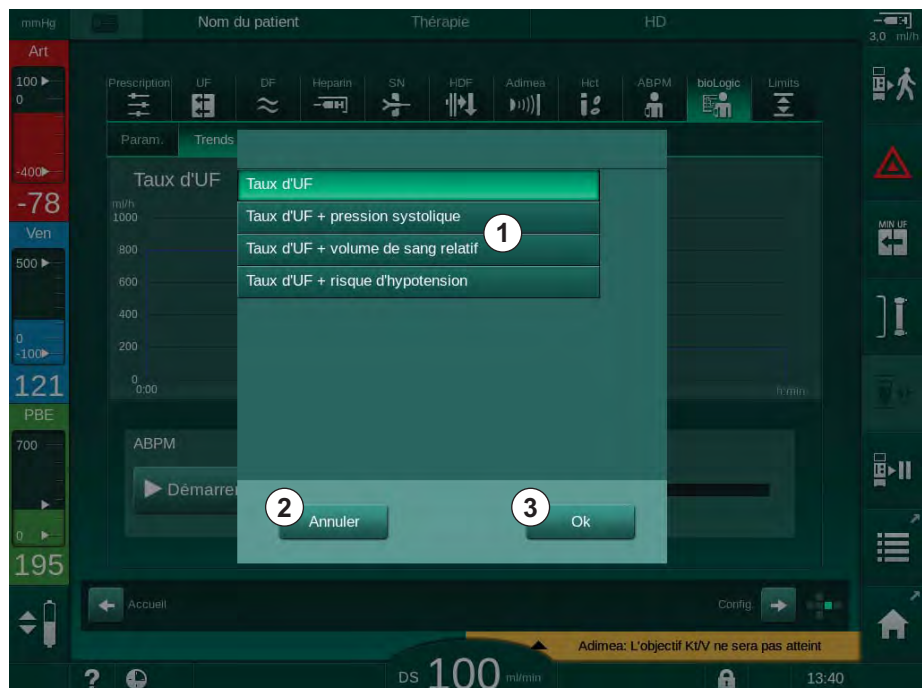 mmHg Nom du patient Thérapie HD
3,0 ml/h
Art
100
0
-400
-78
Ven
500
0
-100
121
PBE
700
0
195
Prescription UF DF Heparin SN HDF Adimea Hct ABPM bioLogic Limits
Param. Trends
Taux d'UF
ml/h
1000
800
600
400
200
0
0:00
h:min
Taux d'UF
Taux d'UF + pression systolique
1
Taux d'UF + volume de sang relatif
Taux d'UF + risque d'hypotension
ABPM
Démarrer
2
Annuler
3
Ok
MIN UF
Accueil
Config.
Adimea: L'objectif Kt/V ne sera pas atteint
? DS 100 ml/min 13:40